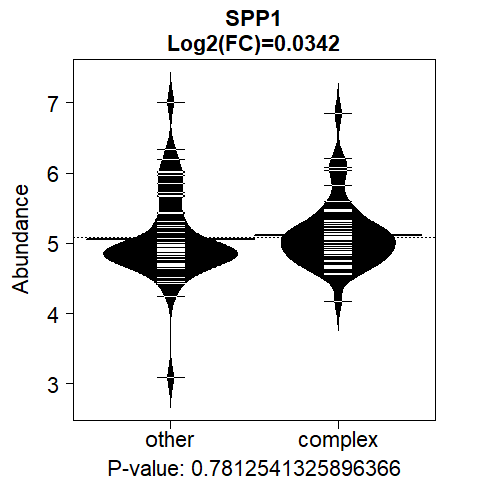 SPP1
Log2(FC)=0.0342
Abundance
7
6
5
4
3
other complex
P-value: 0.7812541325896366